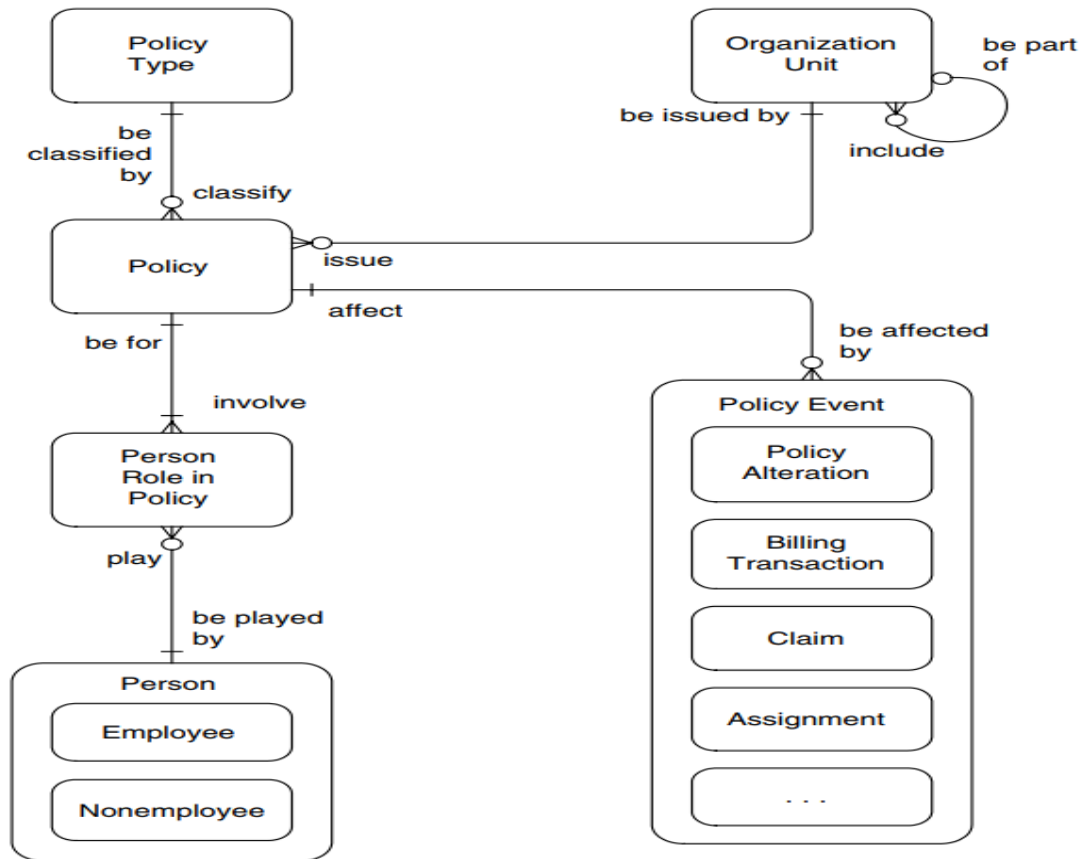 Policy
Type
Organization
Unit
be part
of
be issued by
include
be
classified
by
classify
Policy
issue
affect
be for
be affected
by
involve
Person
Role in
Policy
play
be played
by
Person
Employee
Nonemployee
Policy Event
Policy
Alteration
Billing
Transaction
Claim
Assignment
. . .